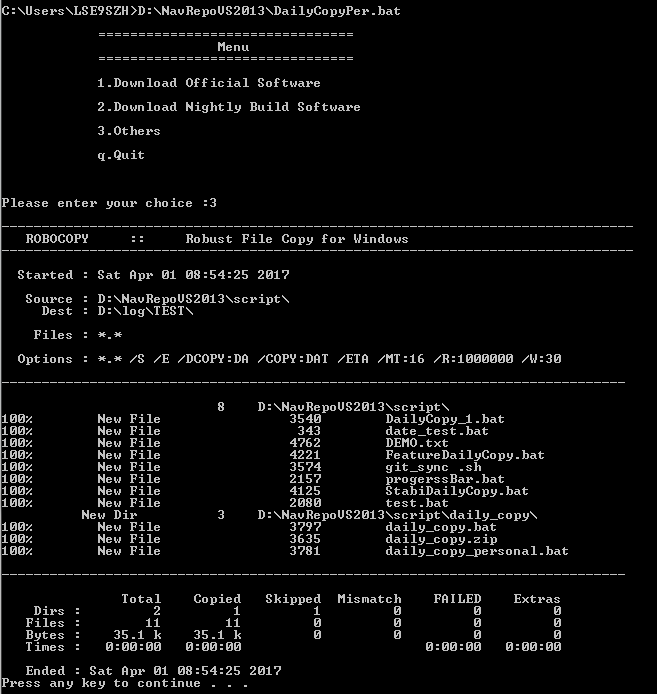 C:\Users\LSE9SZH>D:\NavRepoVS2013\DailyCopyPer.bat
================================
Menu
================================
1.Download Official Software
2.Download Nightly Build Software
3.Others
q.Quit
Please enter your choice :3
-------------------------------------------------------------------------------
ROBOCOPY     ::     Robust File Copy for Windows
-------------------------------------------------------------------------------
Started : Sat Apr 01 08:54:25 2017
Source : D:\NavRepoVS2013\script\
Dest : D:\log\TEST\
Files : *.*
Options : *.* /S /E /DCOPY:DA /COPY:DAT /ETA /MT:16 /R:1000000 /W:30
------------------------------------------------------------------------------
8    D:\NavRepoVS2013\script\
100%        New File                3540        DailyCopy_1.bat
100%        New File                 343        date_test.bat
100%        New File                4762        DEMO.txt
100%        New File                4221        FeatureDailyCopy.bat
100%        New File                3574        git_sync .sh
100%        New File                2157        progerssBar.bat
100%        New File                4125        StabiDailyCopy.bat
100%        New File                2080        test.bat
New Dir          3    D:\NavRepoVS2013\script\daily_copy\
100%        New File                3797        daily_copy.bat
100%        New File                3635        daily_copy.zip
100%        New File                3781        daily_copy_personal.bat
------------------------------------------------------------------------------
Total    Copied   Skipped  Mismatch    FAILED    Extras
Dirs :         2         1         1         0         0         0
Files :        11        11         0         0         0         0
Bytes :    35.1 k    35.1 k         0         0         0         0
Times :   0:00:00   0:00:00                       0:00:00   0:00:00
Ended : Sat Apr 01 08:54:25 2017
Press any key to continue . . .